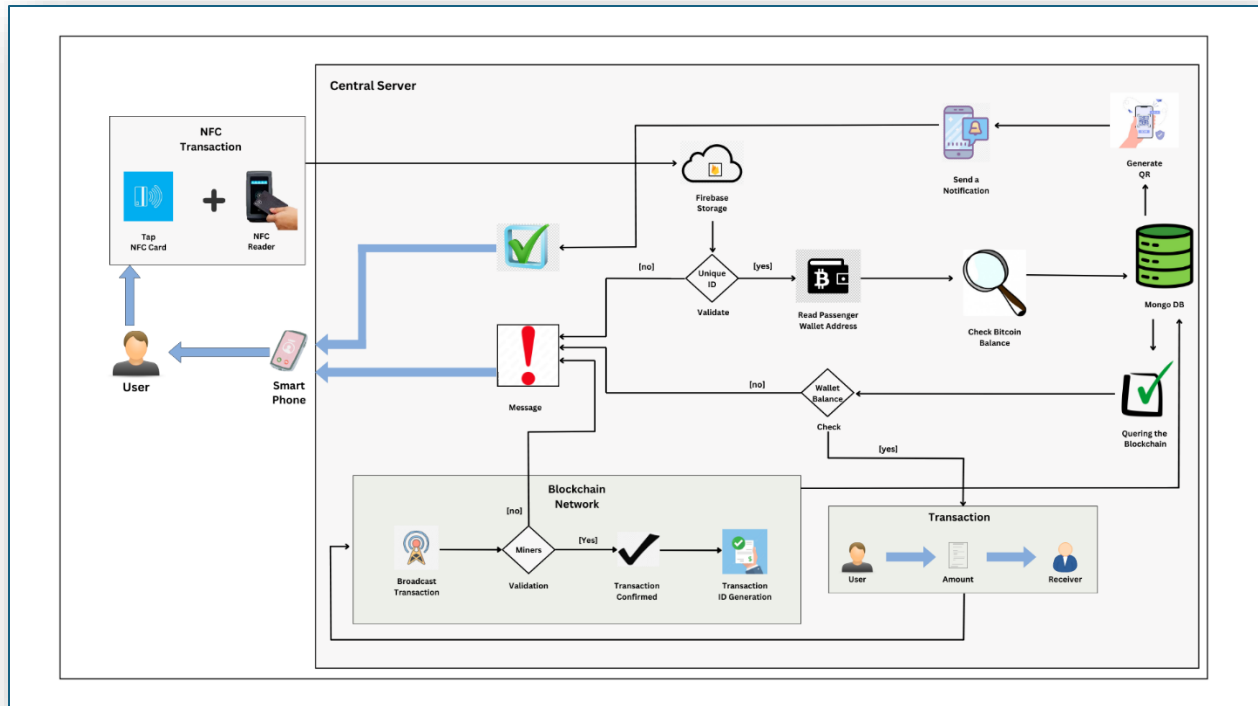 Central Server
NFC
Transaction
Tap
NFC Card
NFC
Reader
Firebase
Storage
Send a
Notification
Generate
QR
[no]
Unique
ID
[yes]
Validate
Read Passenger
Wallet Address
Check Bitcoin
Balance
Mongo DB
User
Smart
Phone
Message
[no]
Wallet
Balance
Check
[yes]
Quering the
Blockchain
Blockchain
Network
[no]
Broadcast
Transaction
Miners
Validation
[Yes]
Transaction
Confirmed
Transaction
ID Generation
Transaction
User
Amount
Receiver